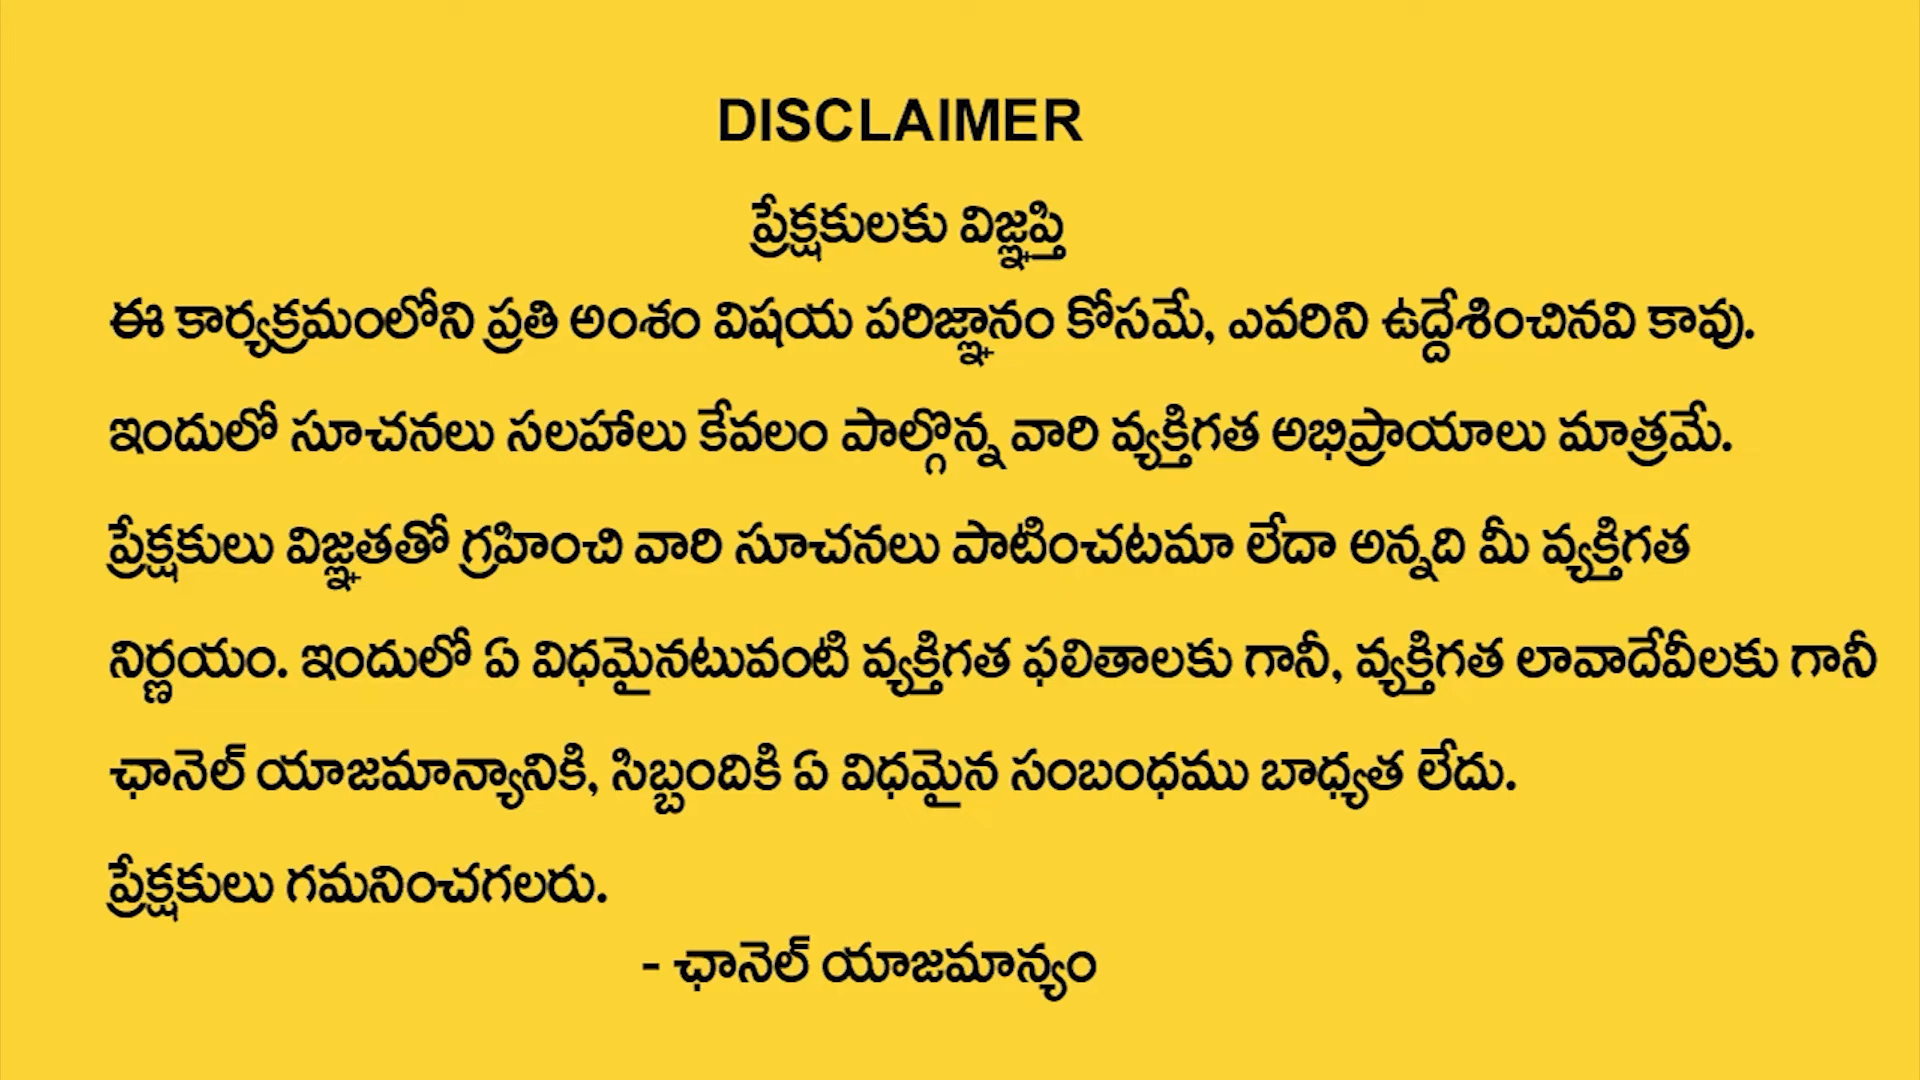 DISCLAIMER
ప్రేక్షకులకు విజ్ఞప్తి
ఈ కార్యక్రమంలోని ప్రతి అంశం విషయ పరిజ్ఞానం కోసమే, ఎవరిని ఉద్దేశించినవి కావు.
ఇందులో సూచనలు సలహాలు కేవలం పాల్గొన్న వారి వ్యక్తిగత అభిప్రాయాలు మాత్రమే.
ప్రేక్షకులు విజ్ఞతతో గ్రహించి వారి సూచనలు పాటించటమా లేదా అన్నది మీ వ్యక్తిగత
నిర్ణయం. ఇందులో ఏ విధమైనటువంటి వ్యక్తిగత ఫలితాలకు గానీ, వ్యక్తిగత లావాదేవీలకు గానీ
ఛానెల్ యాజమాన్యానికి, సిబ్బందికి ఏ విధమైన సంబంధము బాధ్యత లేదు.
ప్రేక్షకులు గమనించగలరు.
- ఛానెల్ యాజమాన్యం